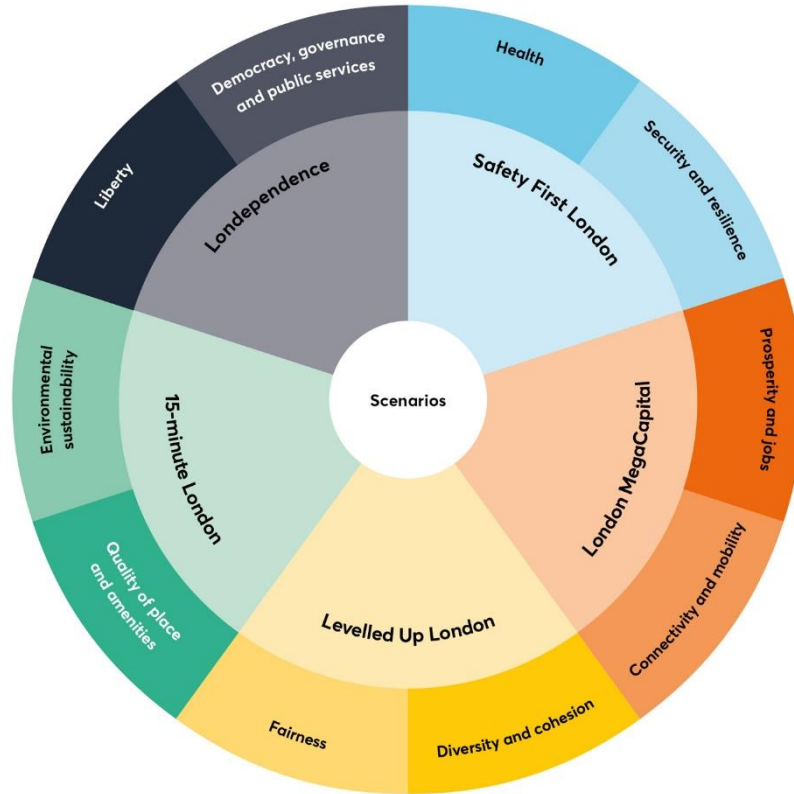 Scenarios
Safety First London
Health
Security and resilience
London MegaCapital
Prosperity and jobs
Connectivity and mobility
Levelled Up London
Diversity and cohesion
Fairness
15-minute London
Quality of place
and amenities
Environmental
sustainability
Londependence
Liberty
Democracy, governance
and public services